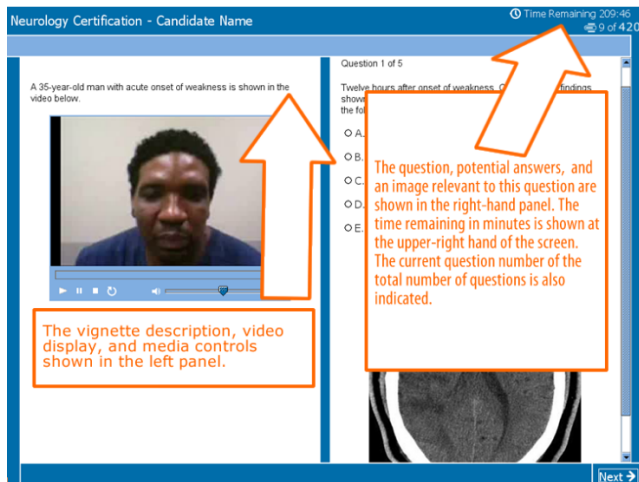 Neurology Certification - Candidate Name
Time Remaining 209:46
9 of 420
A 35-year-old man with acute onset of weakness is shown in the
video below.
The vignette description, video
display, and media controls
shown in the left panel.
Question 1 of 5
Twelve hours after onset of weakness, findings
shown
the
O A.
O B.
O C.
O D.
O E.
The question, potential answers, and
an image relevant to this question are
shown in the right-hand panel. The
time remaining in minutes is shown at
the upper-right hand of the screen.
The current question number of the
total number of questions is also
indicated.
Next